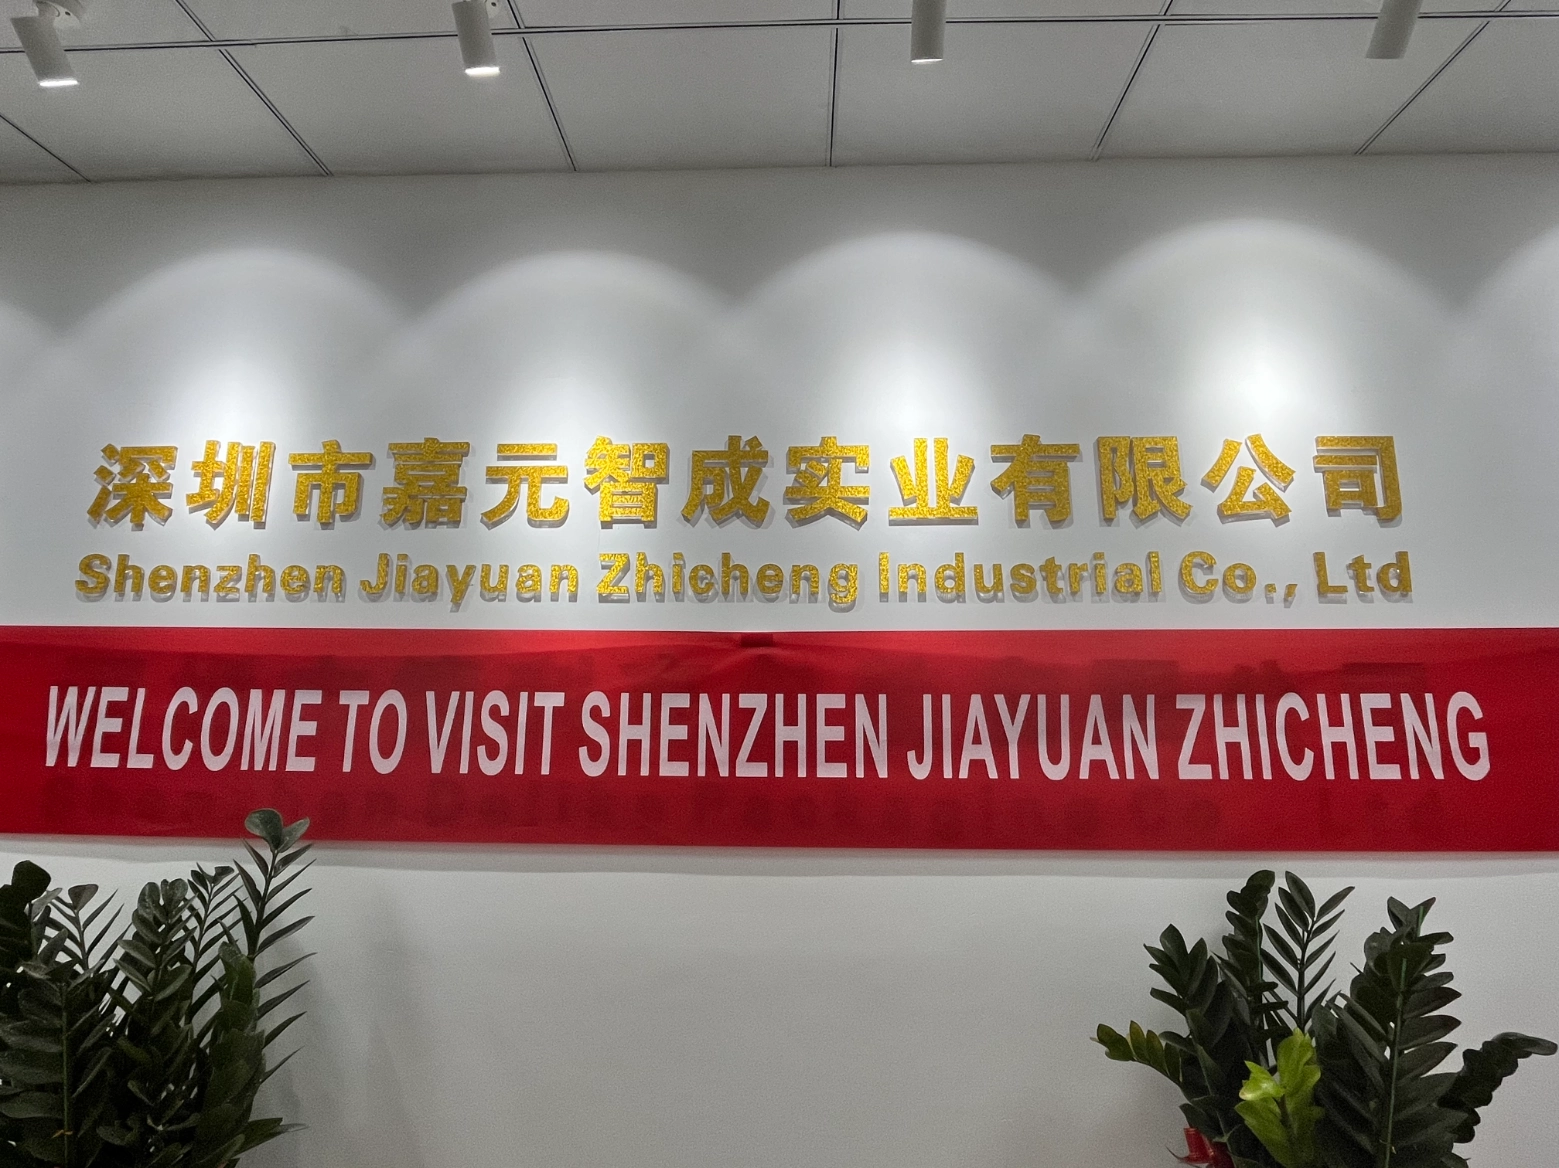 深圳市嘉元智成实业有限公司
Shenzhen Jiayuan Zhicheng Industrial Co., Ltd
WELCOME TO VISIT SHENZHEN JIAYUAN ZHICHENG